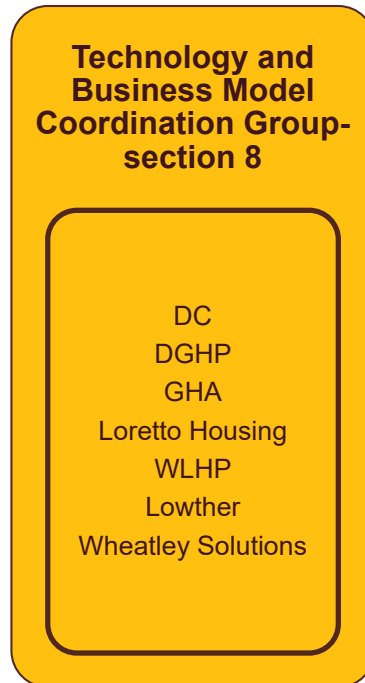 Technology and
Business Model
Coordination Group-
section 8
DC
DGHP
GHA
Loretto Housing
WLHP
Lowther
Wheatley Solutions